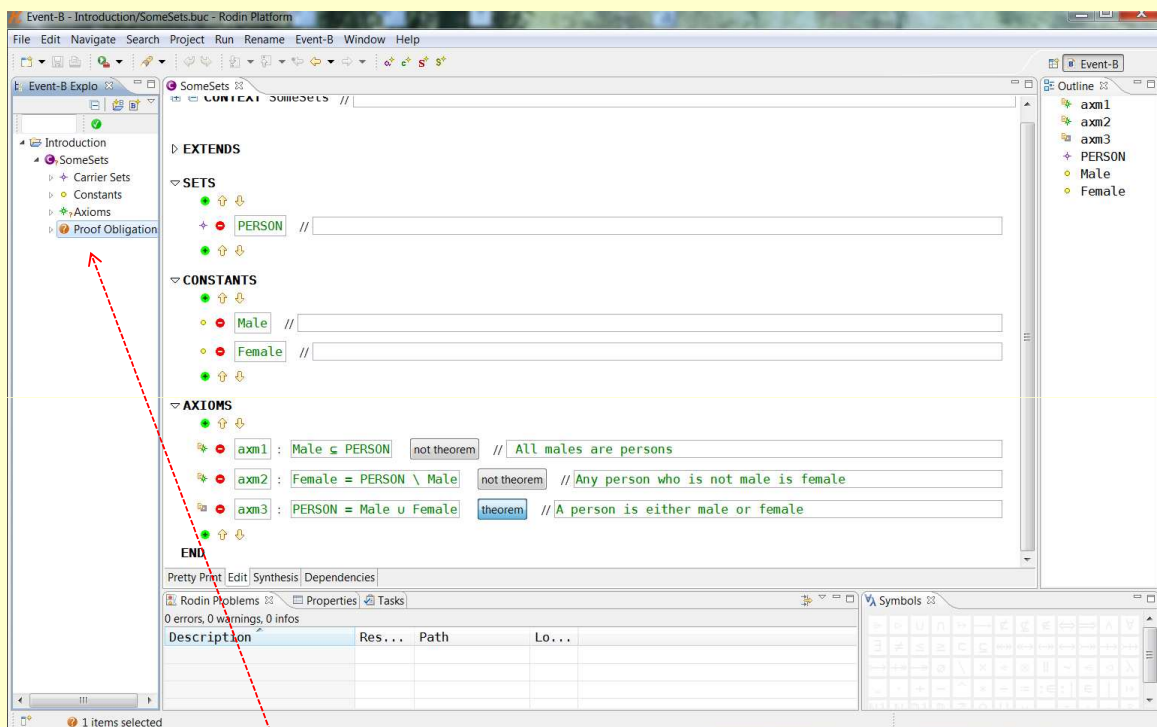 Event-B - Introduction/SomeSets.buc - Rodin Platform
File Edit Navigate Search Project Run Rename Event-B Window Help
Event-B
Event-B Explo
Introduction
SomeSets
Carrier Sets
Constants
Axioms
Proof Obligation
SomeSets
CONTEXT SomeSets //
EXTENDS
SETS
PERSON //
CONSTANTS
Male //
Female //
AXIOMS
axm1 : Male ⊆ PERSON not theorem // All males are persons
axm2 : Female = PERSON \ Male not theorem // Any person who is not male is female
axm3 : PERSON = Male ∪ Female theorem // A person is either male or female
END
Pretty Print Edit Synthesis Dependencies
Outline
axm1
axm2
axm3
PERSON
Male
Female
Rodin Problems Properties Tasks
0 errors, 0 warnings, 0 infos
Description Res... Path Lo...
Symbols
1 items selected